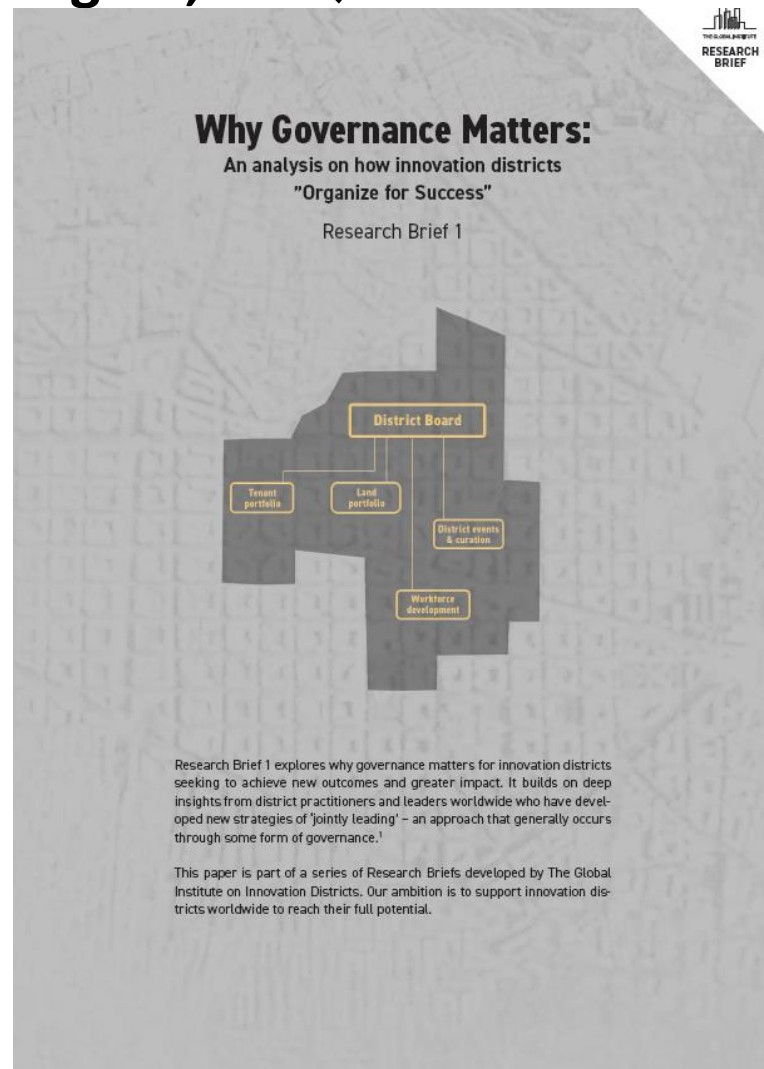 THE GLOBAL INSTITUTE
RESEARCH
BRIEF
Why Governance Matters:
An analysis on how innovation districts
"Organize for Success"
Research Brief 1
District Board
Tenant
portfolio
Land
portfolio
District events
& curation
Workforce
development
Research Brief 1 explores why governance matters for innovation districts
seeking to achieve new outcomes and greater impact. It builds on deep
insights from district practitioners and leaders worldwide who have devel-
oped new strategies of 'jointly leading' – an approach that generally occurs
through some form of governance.¹
This paper is part of a series of Research Briefs developed by The Global
Institute on Innovation Districts. Our ambition is to support innovation dis-
tricts worldwide to reach their full potential.